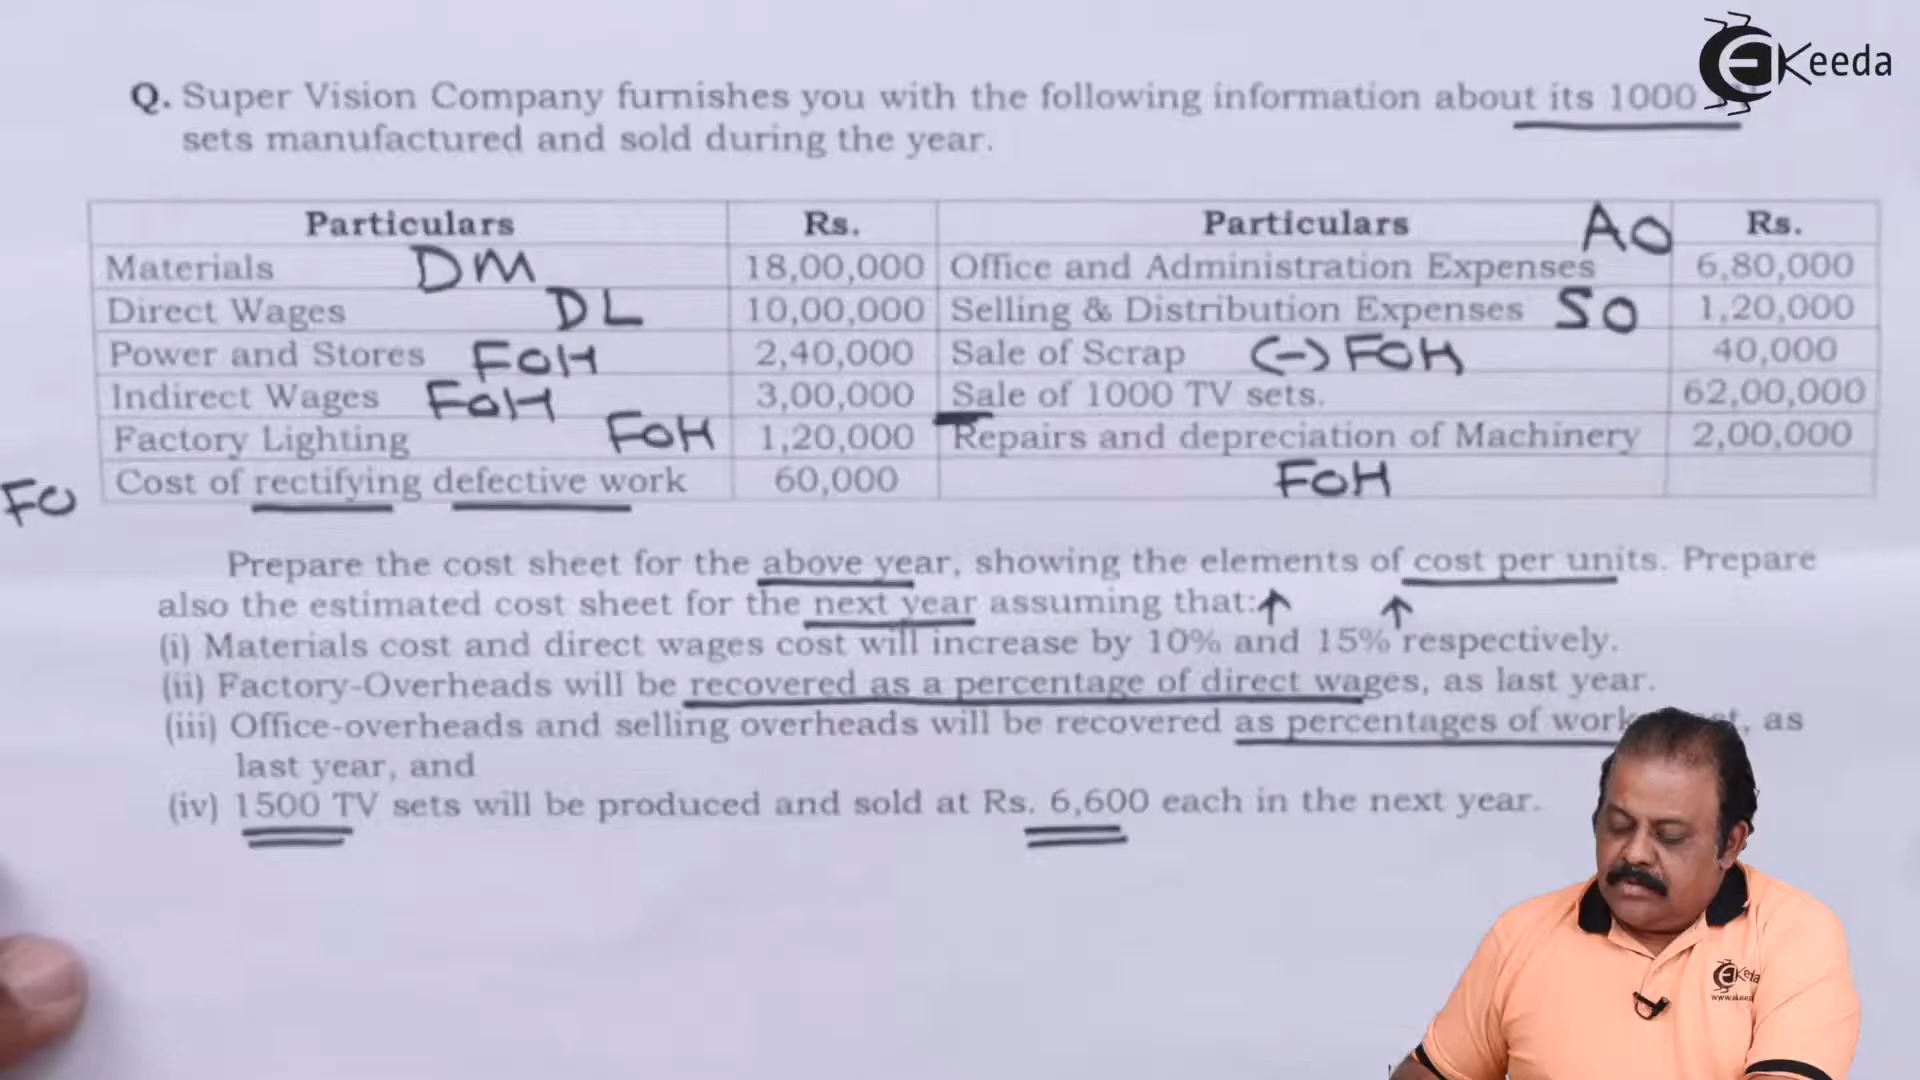 Keeda
Q. Super Vision Company furnishes you with the following information about its 1000
sets manufactured and sold during the year.
Particulars Rs. Particulars AO Rs.
Materials DM 18,00,000 Office and Administration Expenses 6,80,000
Direct Wages DL 10,00,000 Selling & Distribution Expenses SO 1,20,000
Power and Stores FOH 2,40,000 Sale of Scrap (-) FOH 40,000
Indirect Wages FOH 3,00,000 Sale of 1000 TV sets. 62,00,000
Factory Lighting FOH 1,20,000 Repairs and depreciation of Machinery 2,00,000
FO Cost of rectifying defective work 60,000 FOH
Prepare the cost sheet for the above year, showing the elements of cost per units. Prepare
also the estimated cost sheet for the next year assuming that:
(i) Materials cost and direct wages cost will increase by 10% and 15% respectively.
(ii) Factory-Overheads will be recovered as a percentage of direct wages, as last year.
(iii) Office-overheads and selling overheads will be recovered as percentages of work , as
last year, and
(iv) 1500 TV sets will be produced and sold at Rs. 6,600 each in the next year.